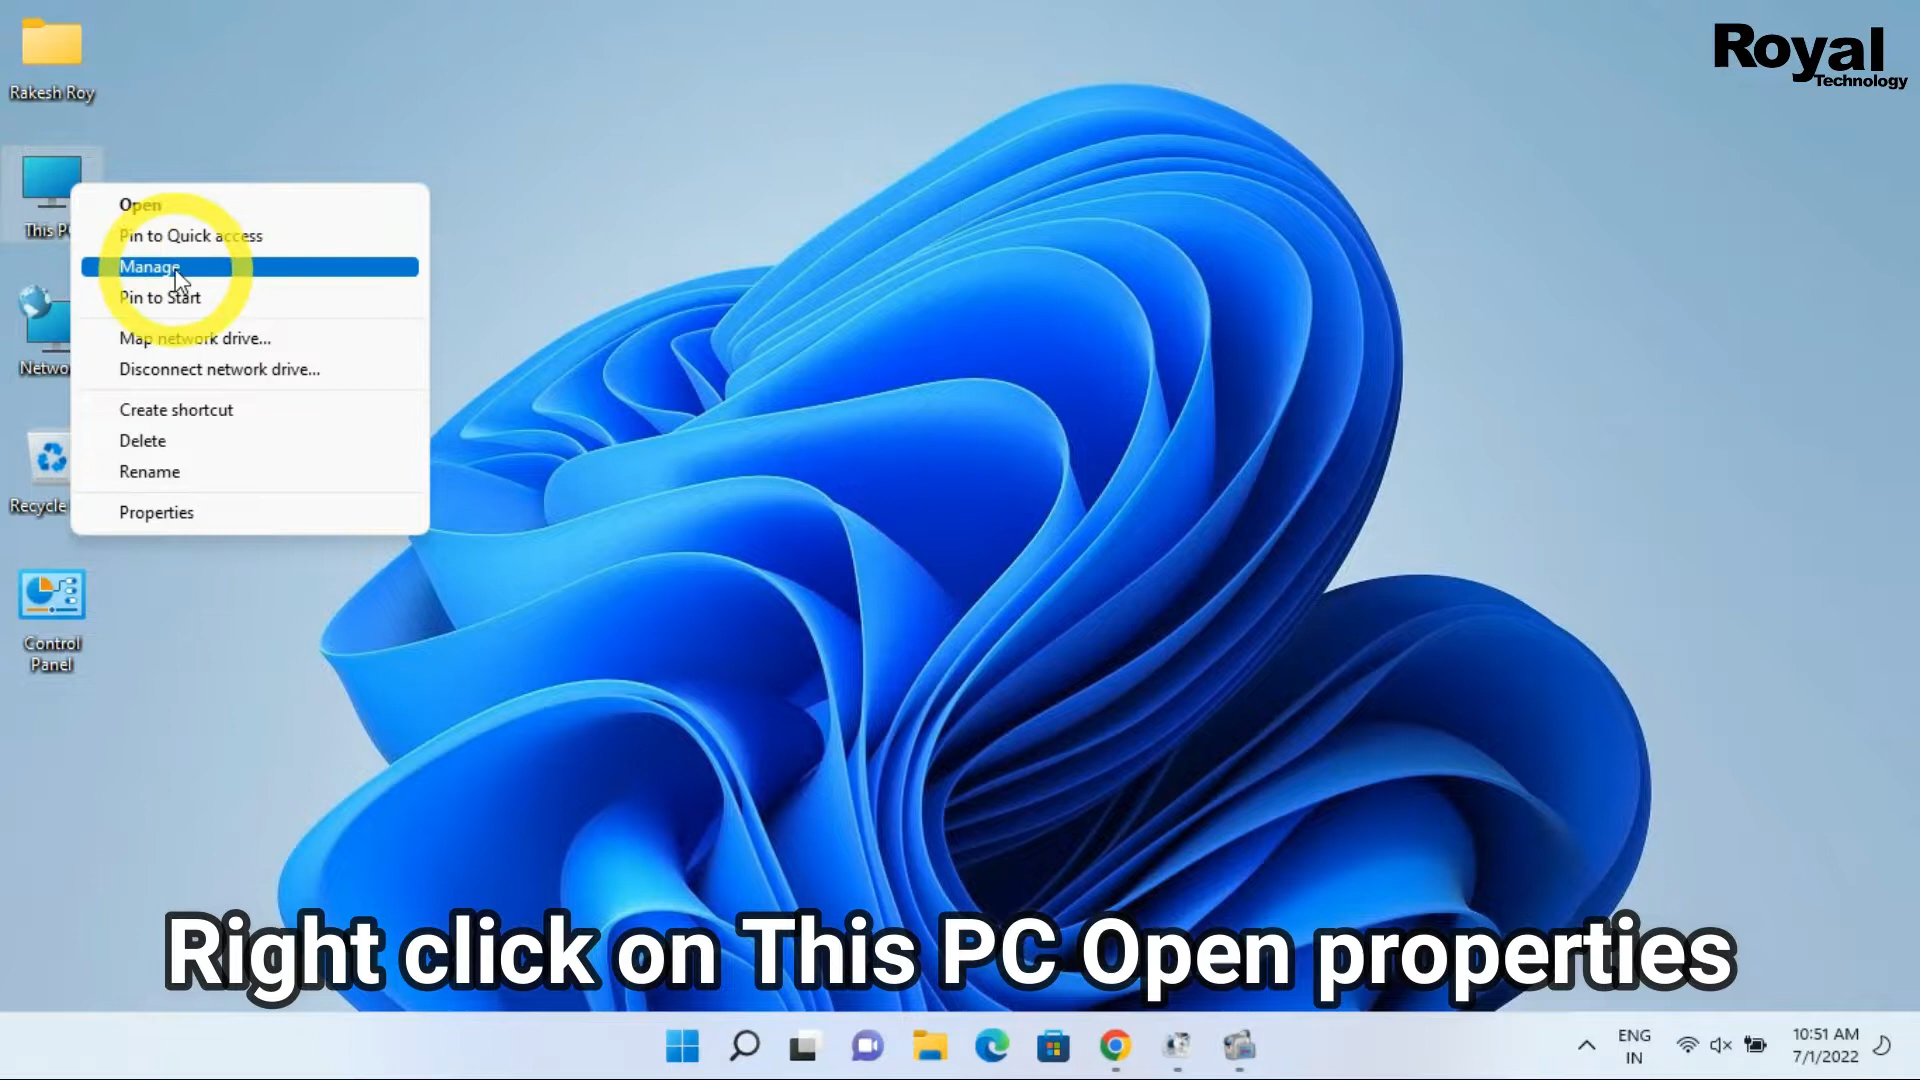 Rakesh Roy
Royal
Technology
This P
Open
Pin to Quick access
Manage
Pin to Start
Map network drive...
Disconnect network drive...
Create shortcut
Delete
Rename
Properties
Netwo
Recycle
Control
Panel
Right click on This PC Open properties
ENG
IN
10:51 AM
7/1/2022